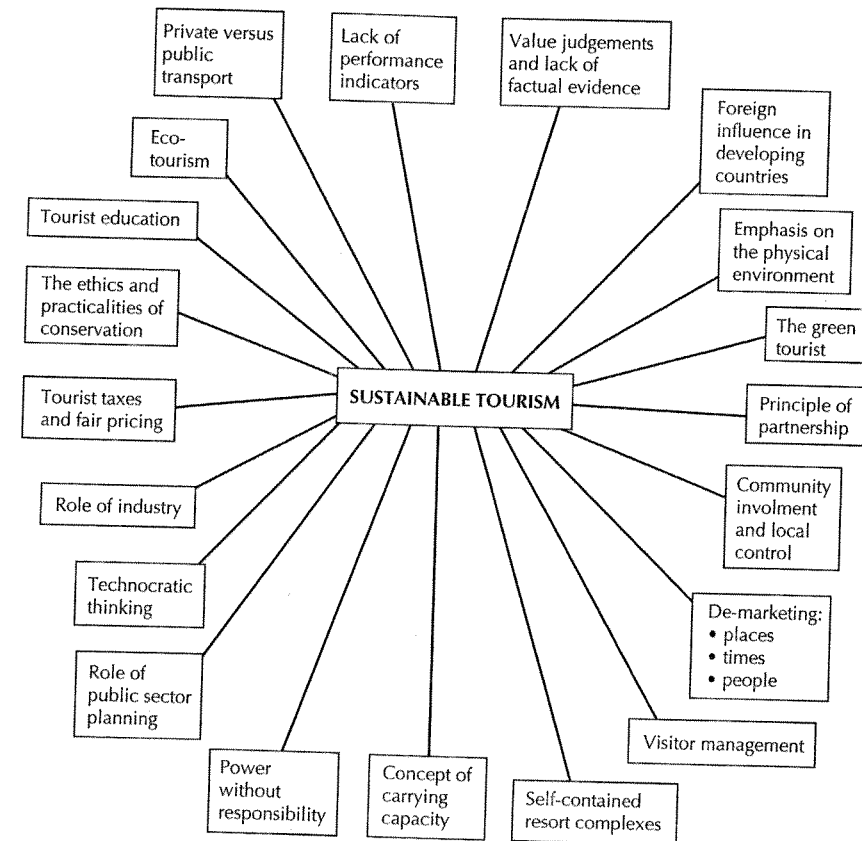 Private versus
public
transport
Lack of
performance
indicators
Value judgements
and lack of
factual evidence
Foreign
influence in
developing
countries
Eco-
tourism
Tourist education
Emphasis on
the physical
environment
The ethics and
practicalities of
conservation
The green
tourist
SUSTAINABLE TOURISM
Tourist taxes
and fair pricing
Principle of
partnership
Role of industry
Community
involment
and local
control
Technocratic
thinking
De-marketing:
• places
• times
• people
Role of
public sector
planning
Visitor management
Power
without
responsibility
Concept of
carrying
capacity
Self-contained
resort complexes